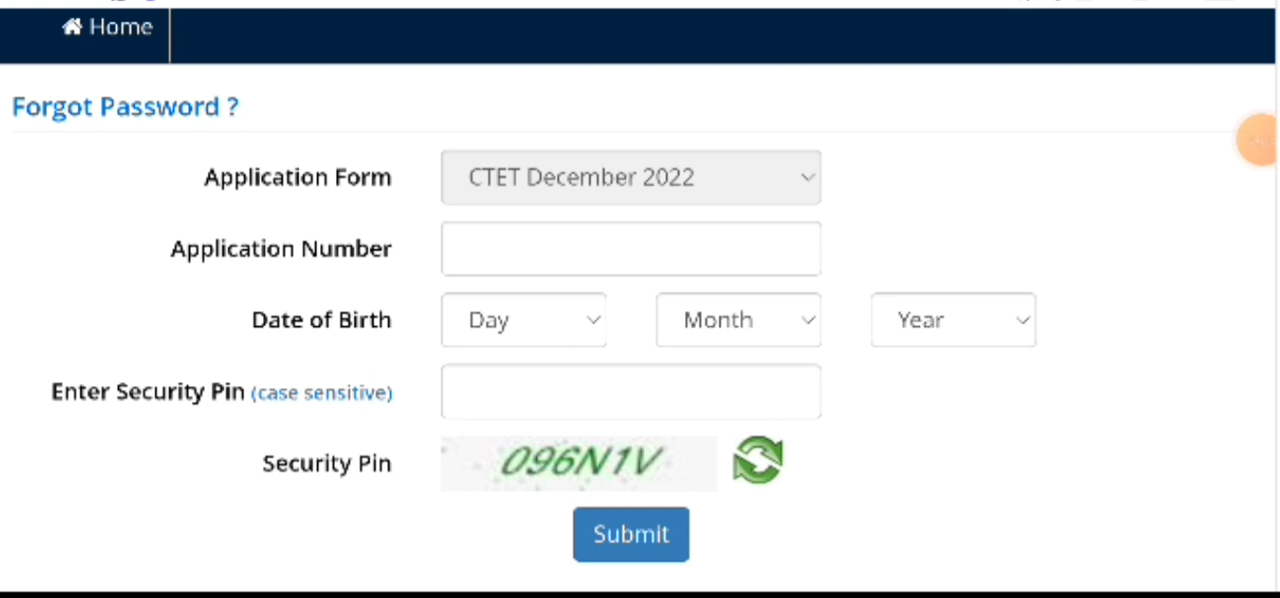 Home
Forgot Password ?
Application Form CTET December 2022
Application Number
Date of Birth Day Month Year
Enter Security Pin (case sensitive)
Security Pin 096N1V
Submit